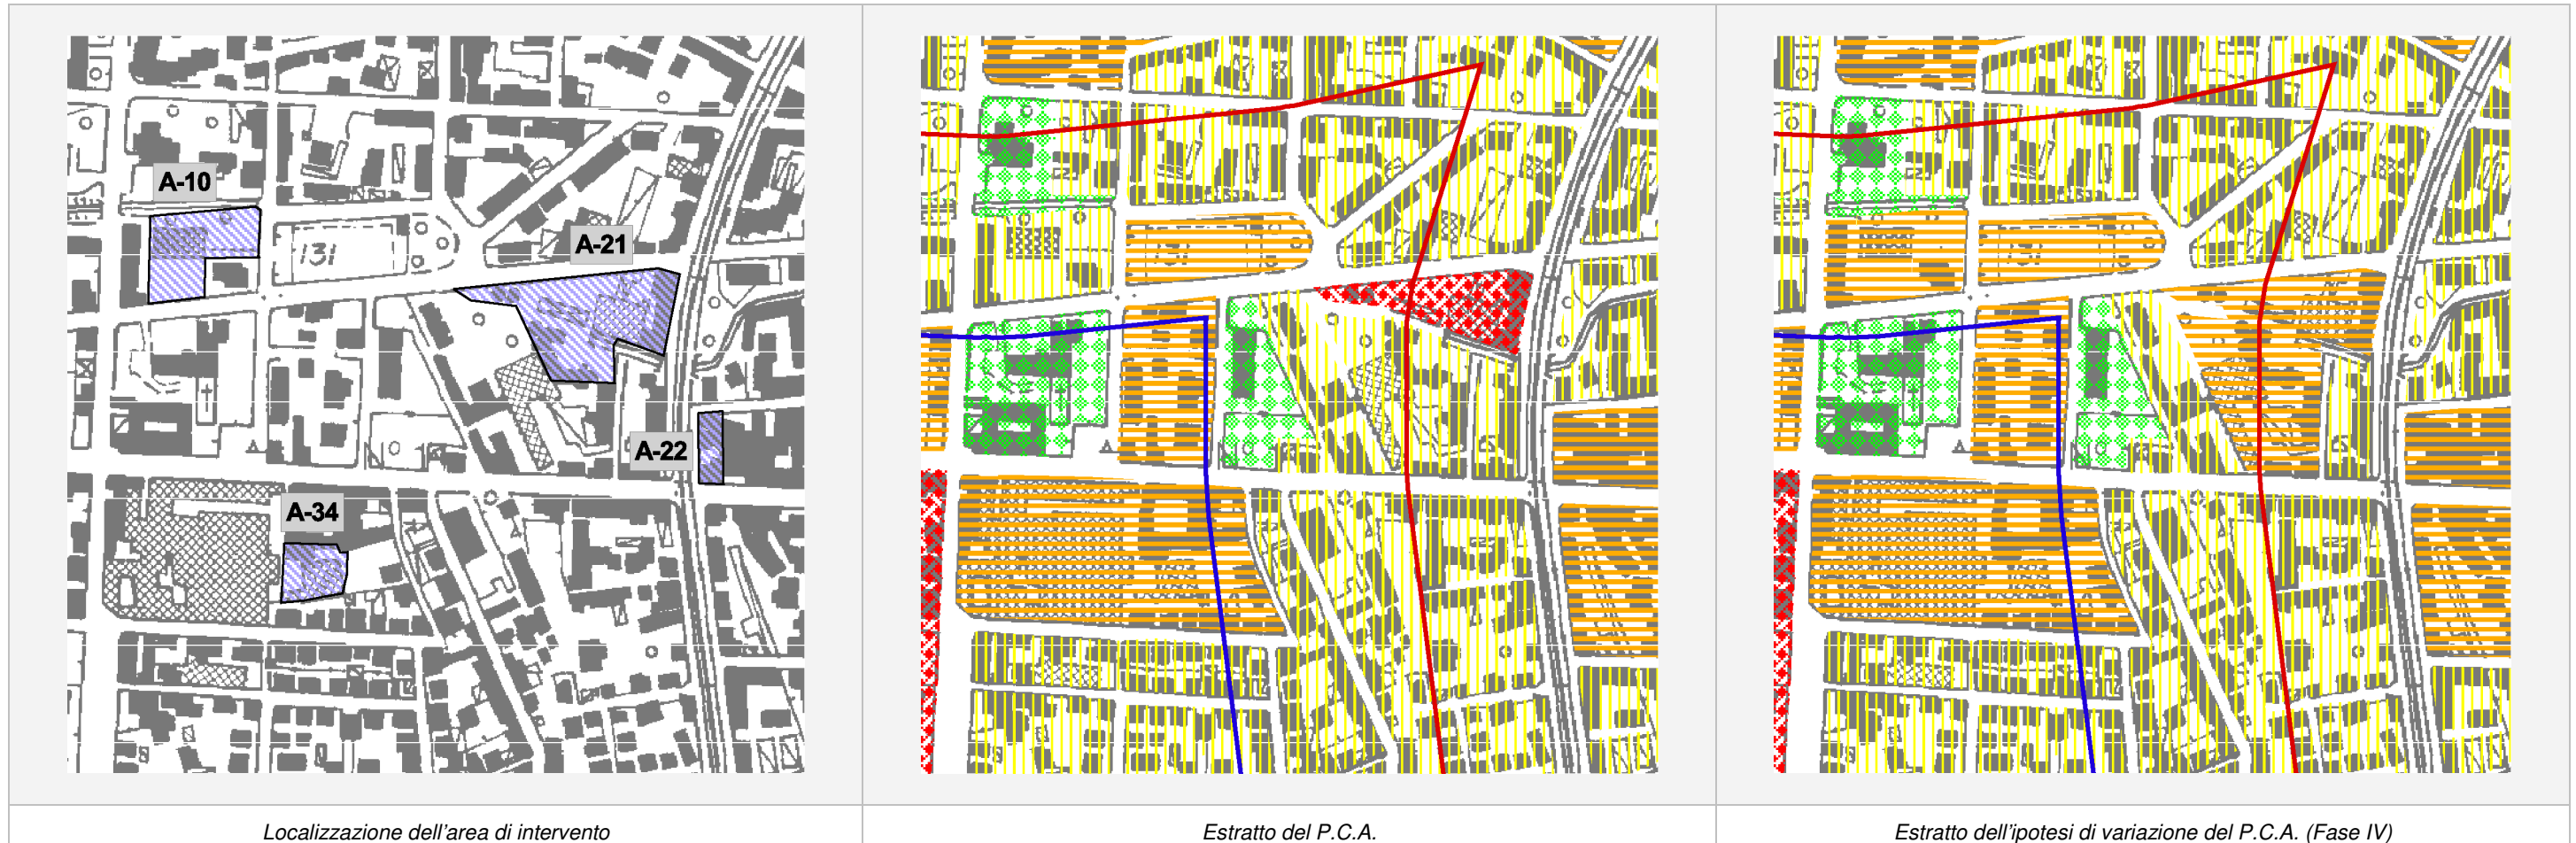 A-10
A-21
A-22
A-34
Localizzazione dell'area di intervento
Estratto del P.C.A.
Estratto dell'ipotesi di variazione del P.C.A. (Fase IV)